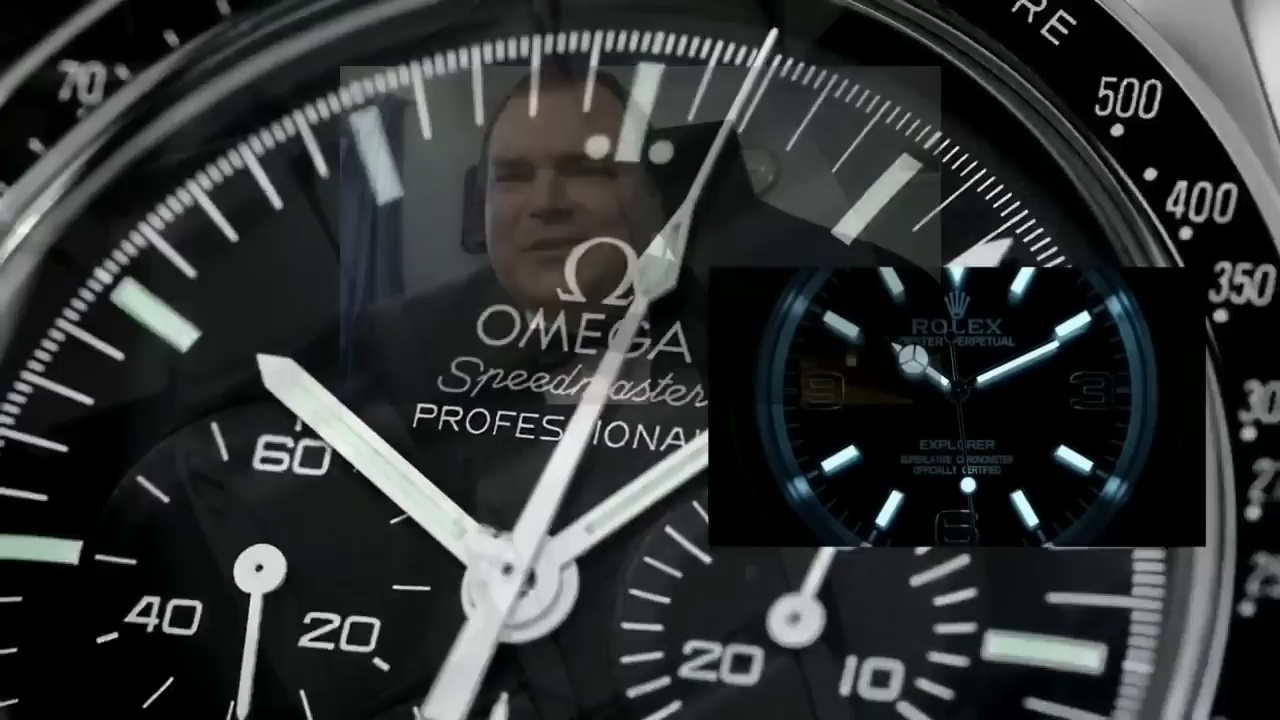 RE
70
500
400
350
Ω
OMEGA
Speedmaster
PROFESSIONAL
ROLEX
OYSTER PERPETUAL
9
3
EXPLORER
SUPERLATIVE CHRONOMETER
OFFICIALLY CERTIFIED
6
60
40
20
20
10